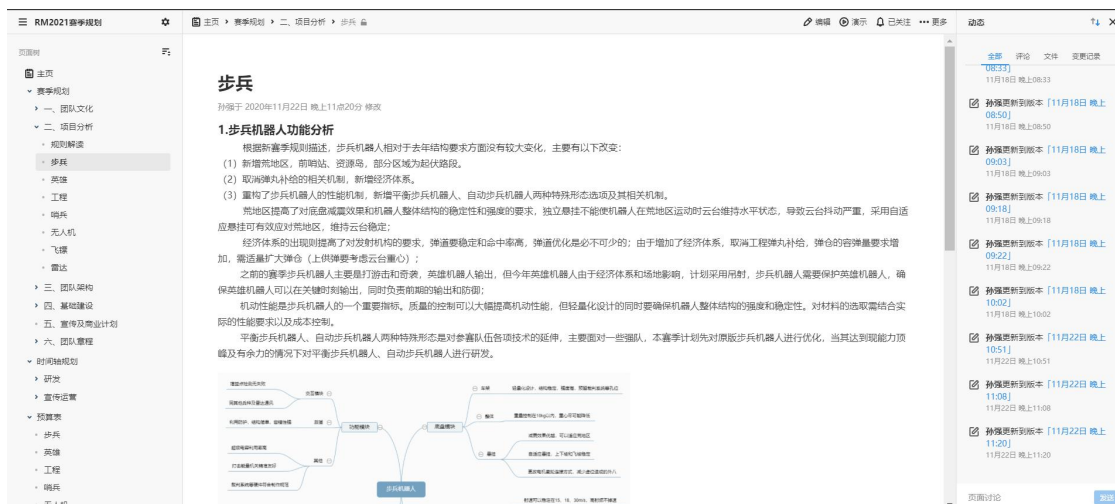 RM2021赛季规划
主页 › 赛季规划 › 二、项目分析 › 步兵
编辑 演示 已关注 ••• 更多
动态
页面树
主页
赛季规划
一、团队文化
二、项目分析
规则解读
步兵
英雄
工程
哨兵
无人机
飞镖
雷达
三、团队架构
四、基础建设
五、宣传及商业计划
六、团队章程
时间轴规划
研发
宣传运营
预算表
步兵
英雄
工程
哨兵
步兵
孙强于 2020年11月22日 晚上11点20分 修改
1.步兵机器人功能分析
根据新赛季规则描述，步兵机器人相对于去年结构要求方面没有较大变化，主要有以下改变：
（1）新增荒地区，前哨站、资源岛，部分区域为起伏路段。
（2）取消弹丸补给的相关机制，新增经济体系。
（3）重构了步兵机器人的性能机制，新增平衡步兵机器人、自动步兵机器人两种特殊形态选项及其相关机制。
荒地区提高了对底盘减震效果和机器人整体结构的稳定性和强度的要求，独立悬挂不能使机器人在荒地区运动时云台维持水平状态，导致云台抖动严重，采用自适
应悬挂可有效应对荒地区，维持云台稳定；
经济体系的出现则提高了对发射机构的要求，弹道要稳定和命中率高，弹道优化是必不可少的；由于增加了经济体系，取消工程弹丸补给，弹仓的容弹量要求增
加，需适量扩大弹仓（上供弹要考虑云台重心）；
之前的赛季步兵机器人主要是打游击和奇袭，英雄机器人输出，但今年英雄机器人由于经济体系和场地影响，计划采用吊射，步兵机器人需要保护英雄机器人，确
保英雄机器人可以在关键时刻输出，同时负责前期的输出和防御；
机动性能是步兵机器人的一个重要指标。质量的控制可以大幅提高机动性能，但轻量化设计的同时要确保机器人整体结构的强度和稳定性。对材料的选取需结合实
际的性能要求以及成本控制。
平衡步兵机器人、自动步兵机器人两种特殊形态是对参赛队伍各项技术的延伸，主要面对一些强队，本赛季计划先对原版步兵机器人进行优化，当其达到现能力顶
峰及有余力的情况下对平衡步兵机器人、自动步兵机器人进行研发。
交互模块
功能模块
其他
步兵机器人
底盘模块
车架
悬挂
全部 评论 文件 变更记录
08:33」
11月18日 晚上08:33
孙强更新到版本「11月18日 晚上
08:50」
11月18日 晚上08:50
孙强更新到版本「11月18日 晚上
09:03」
11月18日 晚上09:03
孙强更新到版本「11月18日 晚上
09:18」
11月18日 晚上09:18
孙强更新到版本「11月18日 晚上
09:22」
11月18日 晚上09:22
孙强更新到版本「11月18日 晚上
10:02」
11月18日 晚上10:02
孙强更新到版本「11月22日 晚上
10:51」
11月22日 晚上10:51
孙强更新到版本「11月22日 晚上
11:08」
11月22日 晚上11:08
孙强更新到版本「11月22日 晚上
11:20」
11月22日 晚上11:20
页面讨论
发送